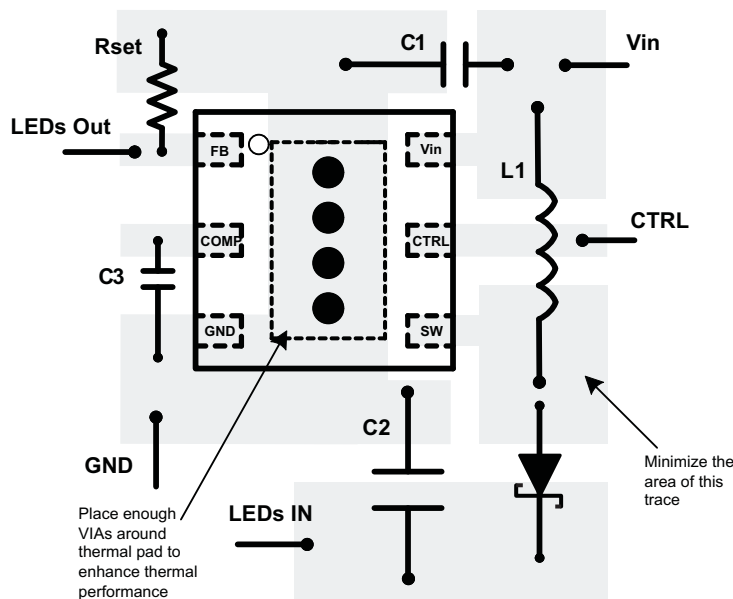 C1
Vin
Rset
LEDs Out
FB
Vin
L1
COMP
CTRL
CTRL
C3
GND
SW
C2
GND
Minimize the
area of this
trace
LEDs IN
Place enough
VIAs around
thermal pad to
enhance thermal
performance